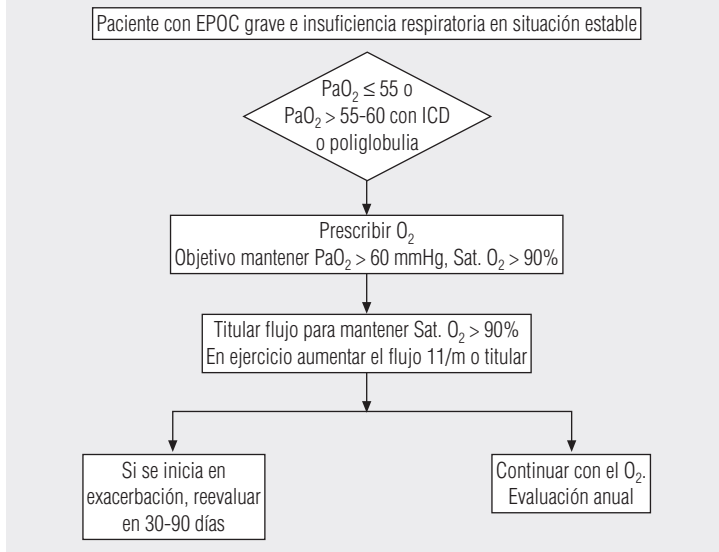 Paciente con EPOC grave e insuficiencia respiratoria en situación estable
PaO₂ ≤ 55 o
PaO₂ > 55-60 con ICD
o poliglobulia
Prescribir O₂
Objetivo mantener PaO₂ > 60 mmHg, Sat. O₂ > 90%
Titular flujo para mantener Sat. O₂ > 90%
En ejercicio aumentar el flujo 11/m o titular
Si se inicia en
exacerbación, reevaluar
en 30-90 días
Continuar con el O₂.
Evaluación anual